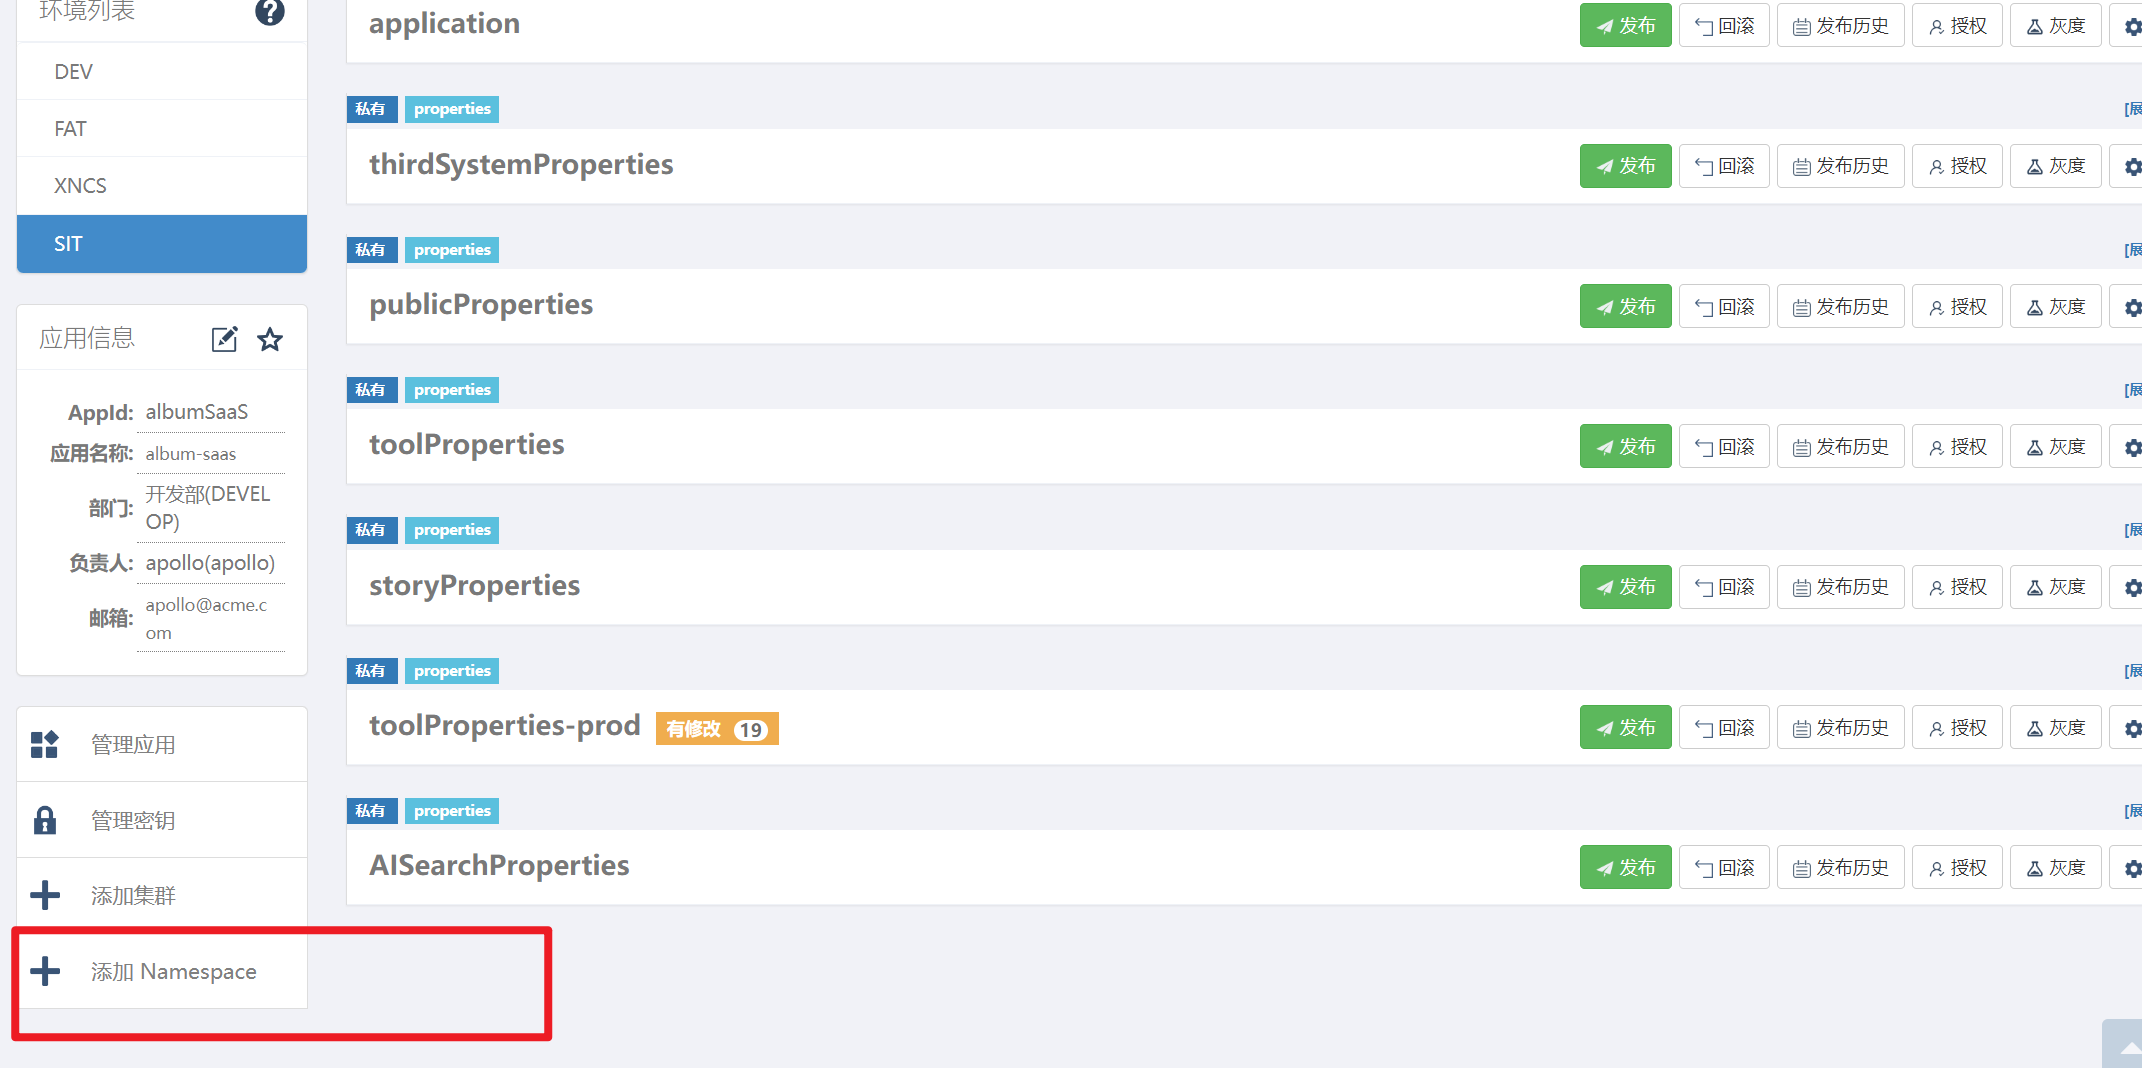 环境列表
DEV
FAT
XNCS
SIT
应用信息
AppId: albumSaaS
应用名称: album-saas
部门: 开发部(DEVEL
OP)
负责人: apollo(apollo)
邮箱: apollo@acme.c
om
管理应用
管理密钥
添加集群
添加 Namespace
application
发布 回滚 发布历史 授权 灰度
私有 properties [展
thirdSystemProperties
发布 回滚 发布历史 授权 灰度
私有 properties [展
publicProperties
发布 回滚 发布历史 授权 灰度
私有 properties [展
toolProperties
发布 回滚 发布历史 授权 灰度
私有 properties [展
storyProperties
发布 回滚 发布历史 授权 灰度
私有 properties [展
toolProperties-prod 有修改 19
发布 回滚 发布历史 授权 灰度
私有 properties [展
AISearchProperties
发布 回滚 发布历史 授权 灰度